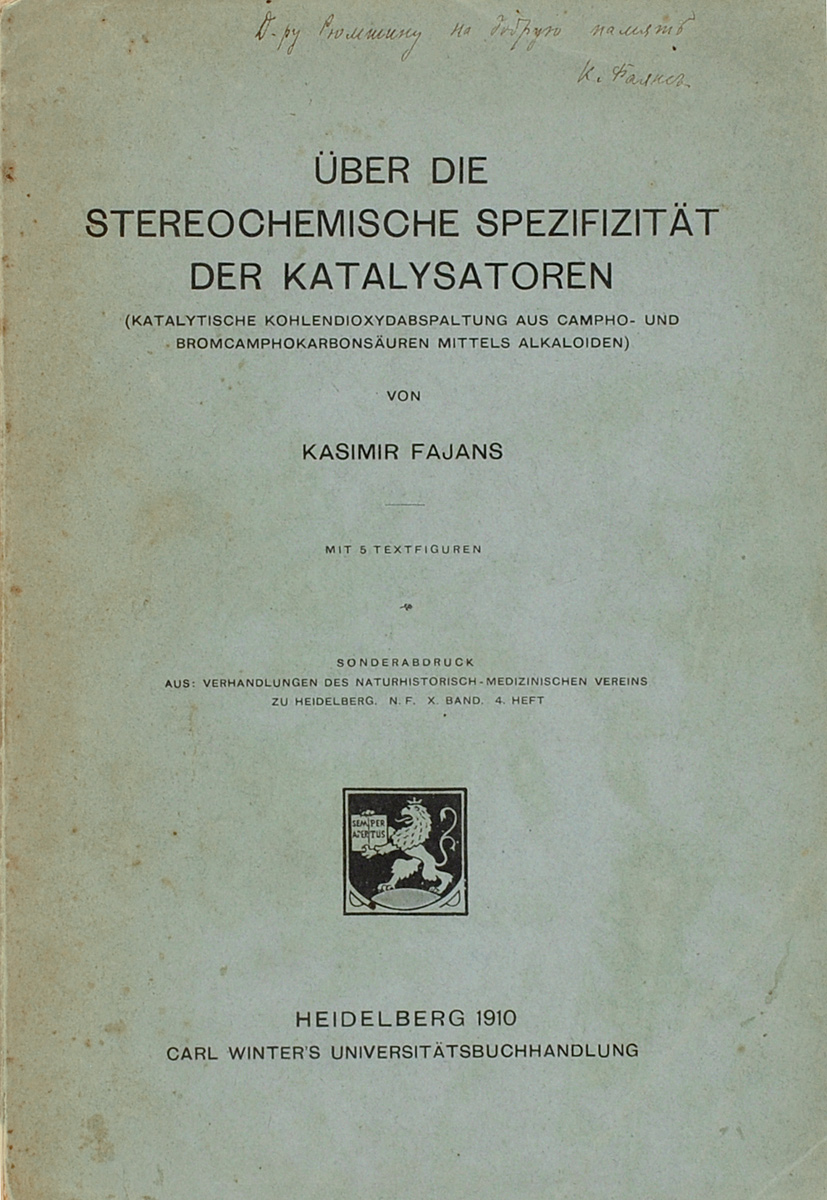 Д-ру на добрую память
К. Фаянсъ
ÜBER DIE
STEREOCHEMISCHE SPEZIFIZITÄT
DER KATALYSATOREN
(KATALYTISCHE KOHLENDIOXYDABSPALTUNG AUS CAMPHO- UND
BROMCAMPHOKARBONSÄUREN MITTELS ALKALOIDEN)
VON
KASIMIR FAJANS
MIT 5 TEXTFIGUREN
SONDERABDRUCK
AUS: VERHANDLUNGEN DES NATURHISTORISCH-MEDIZINISCHEN VEREINS
ZU HEIDELBERG. N. F. X. BAND. 4. HEFT
SEMPER
APERTUS
HEIDELBERG 1910
CARL WINTER'S UNIVERSITÄTSBUCHHANDLUNG